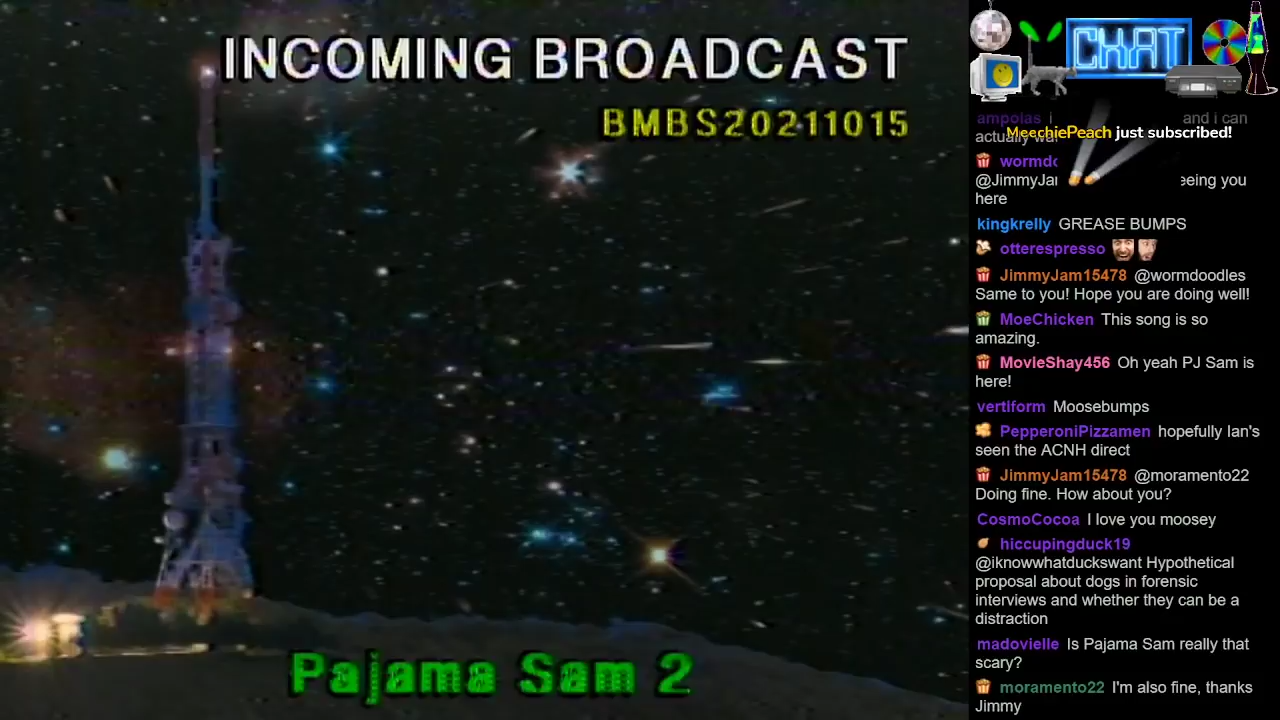 INCOMING BROADCAST
BMBS20211015
Pajama Sam 2
CHAT
ampolas i and i can
actually
MeechiePeach just subscribed!
@JimmyJar eeing you
here
kingkrelly GREASE BUMPS
otterespresso
JimmyJam15478 @wormdoodles
Same to you! Hope you are doing well!
MoeChicken This song is so
amazing.
MovieShay456 Oh yeah PJ Sam is
here!
vertiform Moosebumps
PepperoniPizzamen hopefully Ian's
seen the ACNH direct
JimmyJam15478 @moramento22
Doing fine. How about you?
CosmoCocoa I love you moosey
hiccupingduck19
@iknowwhatduckswant Hypothetical
proposal about dogs in forensic
interviews and whether they can be a
distraction
madovielle Is Pajama Sam really that
scary?
moramento22 I'm also fine, thanks
Jimmy